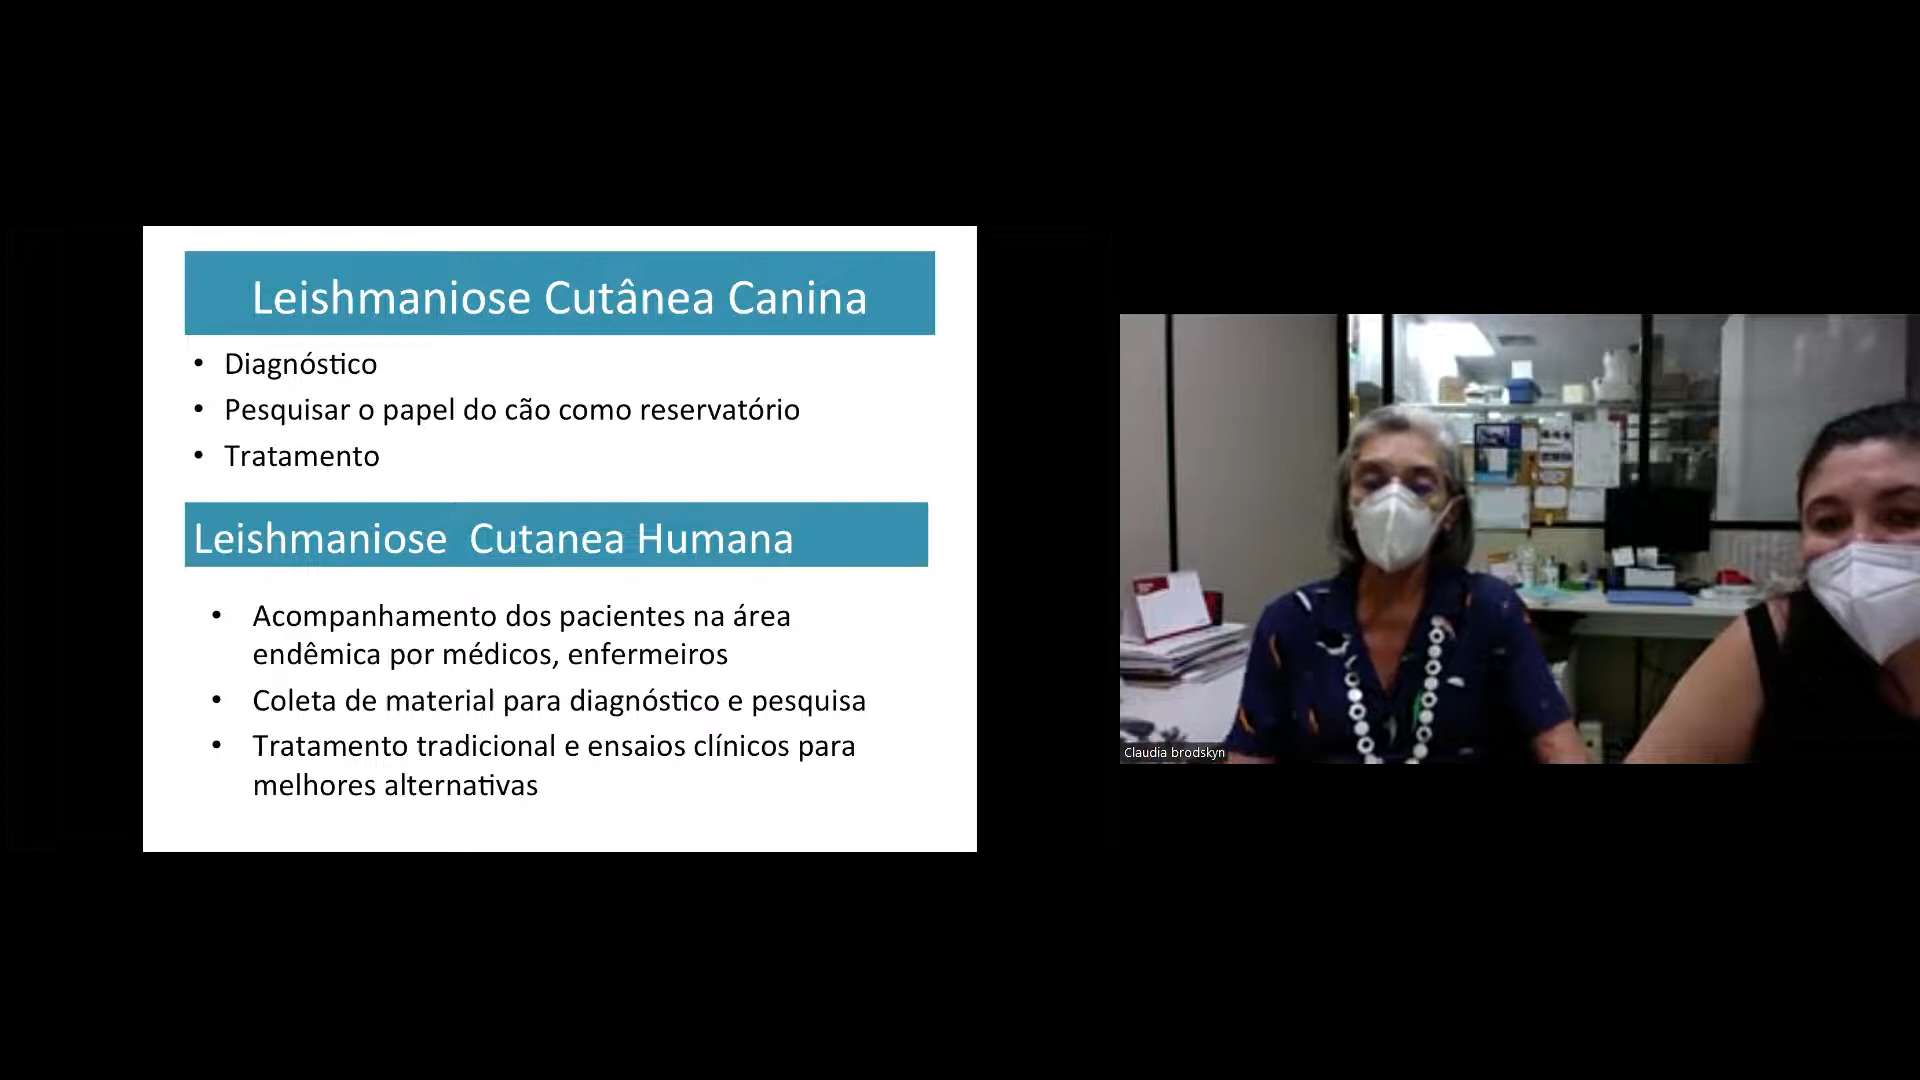 Leishmaniose Cutânea Canina
• Diagnóstico
• Pesquisar o papel do cão como reservatório
• Tratamento
Leishmaniose Cutanea Humana
• Acompanhamento dos pacientes na área
endêmica por médicos, enfermeiros
• Coleta de material para diagnóstico e pesquisa
• Tratamento tradicional e ensaios clínicos para
melhores alternativas
Claudia brodskyn